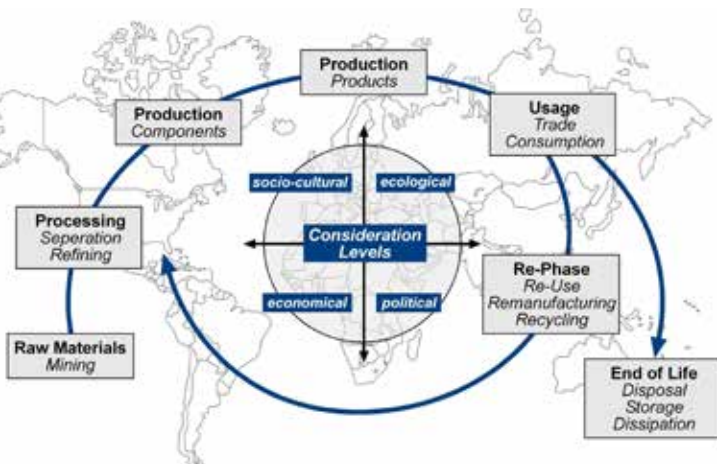 Production
Products
Production
Components
Usage
Trade
Consumption
socio-cultural
ecological
Processing
Seperation
Refining
Consideration
Levels
Re-Phase
Re-Use
Remanufacturing
Recycling
economical
political
Raw Materials
Mining
End of Life
Disposal
Storage
Dissipation